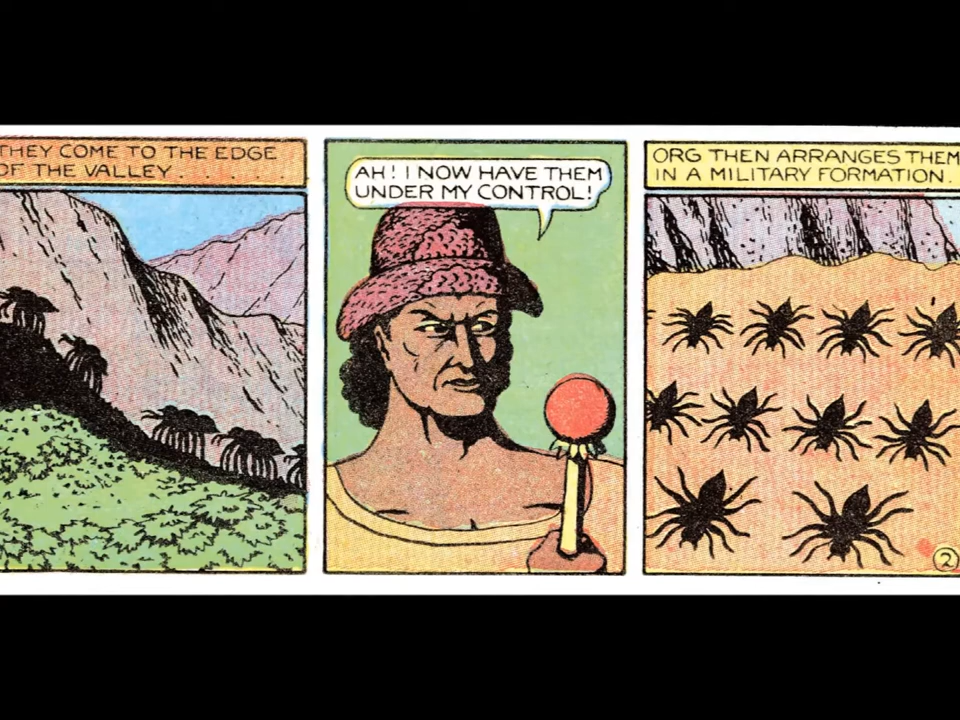 THEY COME TO THE EDGE
OF THE VALLEY . . . . . .
AH! I NOW HAVE THEM
UNDER MY CONTROL!
ORG THEN ARRANGES THEM
IN A MILITARY FORMATION.
2